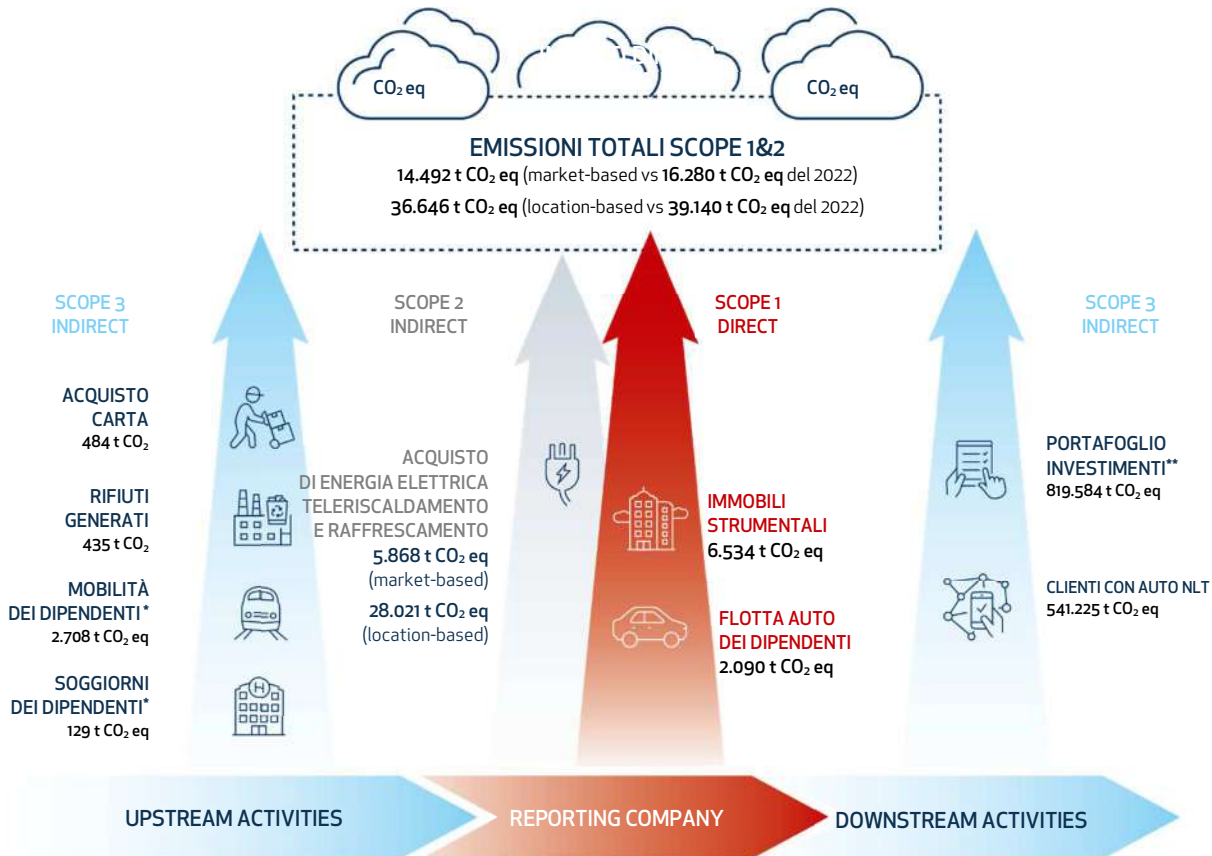 CO₂ eq
CO₂ eq
EMISSIONI TOTALI SCOPE 1&2
14.492 t CO₂ eq (market-based vs 16.280 t CO₂ eq del 2022)
36.646 t CO₂ eq (location-based vs 39.140 t CO₂ eq del 2022)
SCOPE 3
INDIRECT
ACQUISTO
CARTA
484 t CO₂
RIFIUTI
GENERATI
435 t CO₂
MOBILITÀ
DEI DIPENDENTI*
2.708 t CO₂ eq
SOGGIORNI
DEI DIPENDENTI*
129 t CO₂ eq
SCOPE 2
INDIRECT
ACQUISTO
DI ENERGIA ELETTRICA
TELERISCALDAMENTO
E RAFFRESCAMENTO
5.868 t CO₂ eq
(market-based)
28.021 t CO₂ eq
(location-based)
SCOPE 1
DIRECT
IMMOBILI
STRUMENTALI
6.534 t CO₂ eq
FLOTTA AUTO
DEI DIPENDENTI
2.090 t CO₂ eq
SCOPE 3
INDIRECT
PORTAFOGLIO
INVESTIMENTI**
819.584 t CO₂ eq
CLIENTI CON AUTO NLT
541.225 t CO₂ eq
H
UPSTREAM ACTIVITIES
REPORTING COMPANY
DOWNSTREAM ACTIVITIES